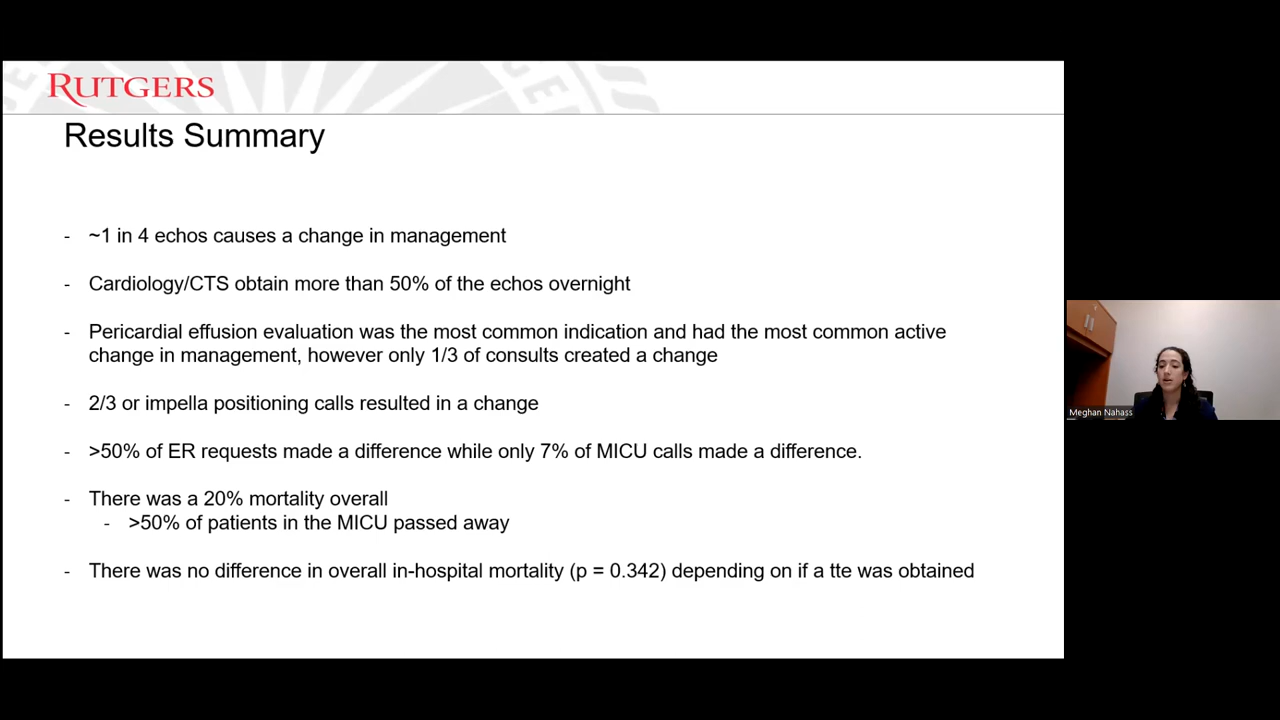 RUTGERS
Results Summary
- ~1 in 4 echos causes a change in management
- Cardiology/CTS obtain more than 50% of the echos overnight
- Pericardial effusion evaluation was the most common indication and had the most common active
change in management, however only 1/3 of consults created a change
- 2/3 or impella positioning calls resulted in a change
- >50% of ER requests made a difference while only 7% of MICU calls made a difference.
- There was a 20% mortality overall
- >50% of patients in the MICU passed away
- There was no difference in overall in-hospital mortality (p = 0.342) depending on if a tte was obtained
Meghan Nahass